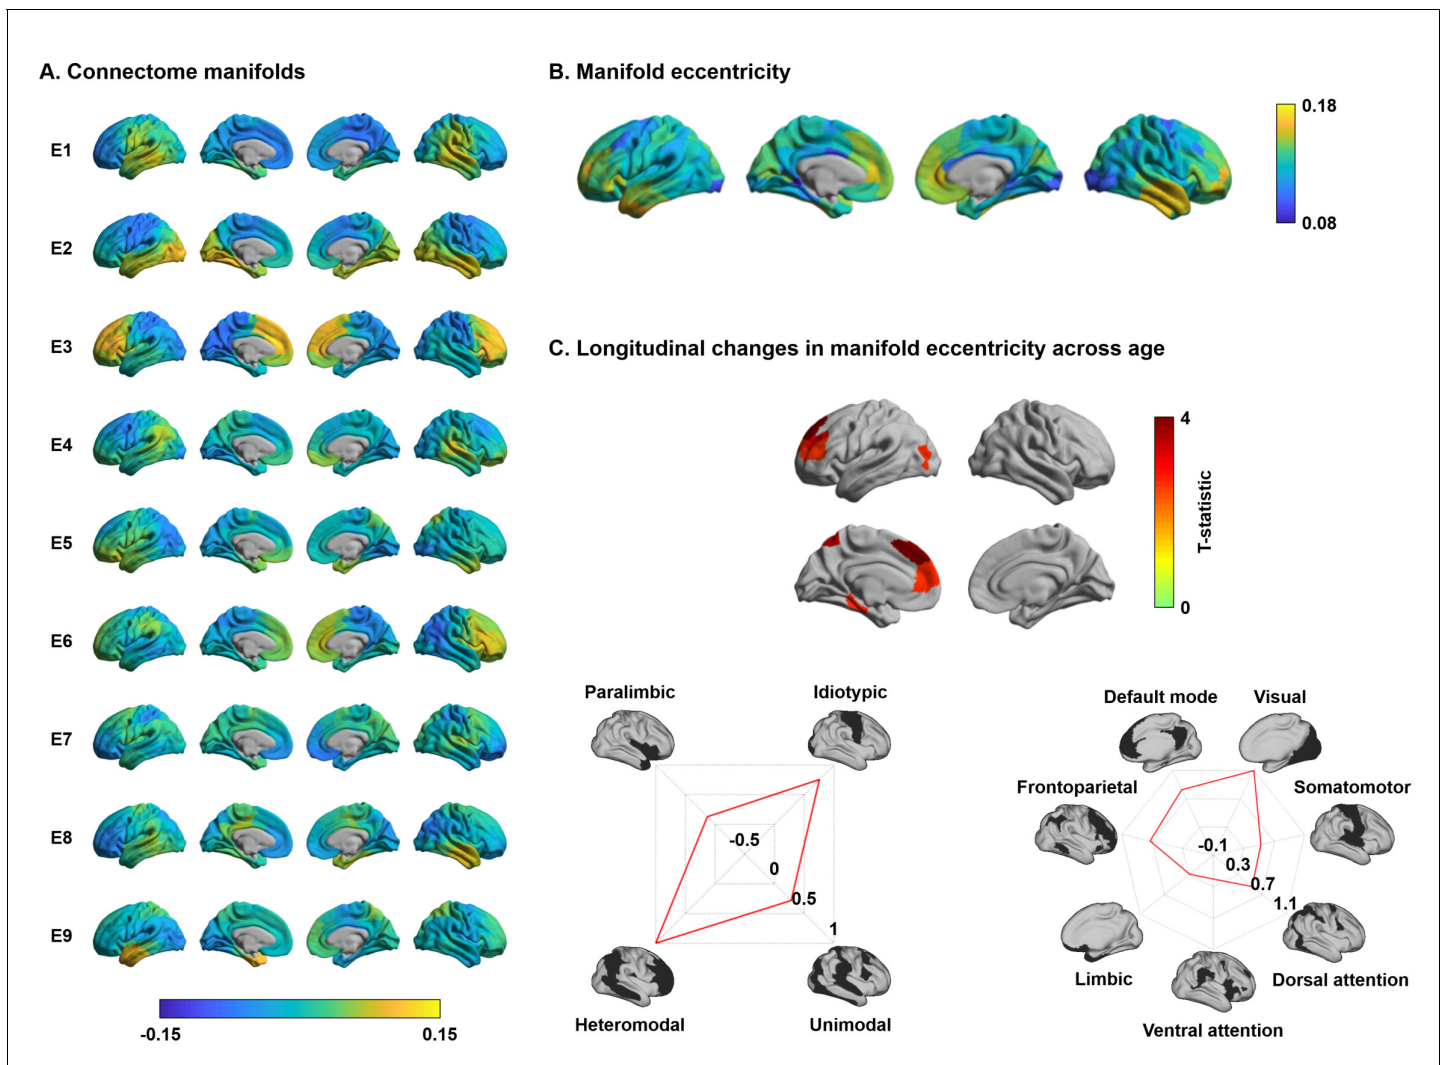 A. Connectome manifolds
E1
E2
E3
E4
E5
E6
E7
E8
E9
-0.15
0.15
B. Manifold eccentricity
0.18
0.08
C. Longitudinal changes in manifold eccentricity across age
4
T-statistic
0
Paralimbic
Idiotypic
-0.5
0
0.5
1
Heteromodal
Unimodal
Default mode
Visual
Frontoparietal
Somatomotor
-0.1
0.3
0.7
1.1
Limbic
Dorsal attention
Ventral attention